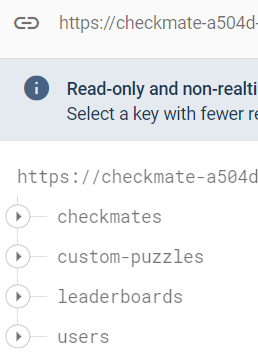 https://checkmate-a504d-
Read-only and non-realti
Select a key with fewer re
https://checkmate-a504d
checkmates
custom-puzzles
leaderboards
users